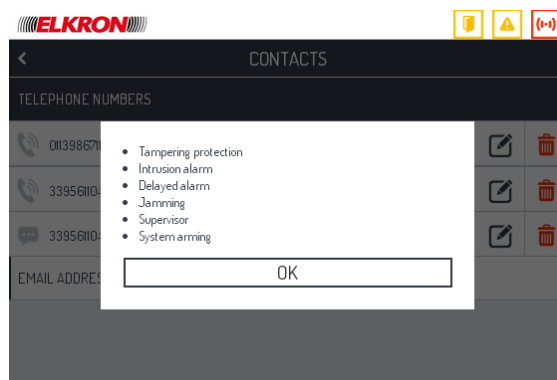 ELKRON
CONTACTS
TELEPHONE NUMBERS
• Tampering protection
• Intrusion alarm
• Delayed alarm
• Jamming
• Supervisor
• System arming
OK
EMAIL ADDRES